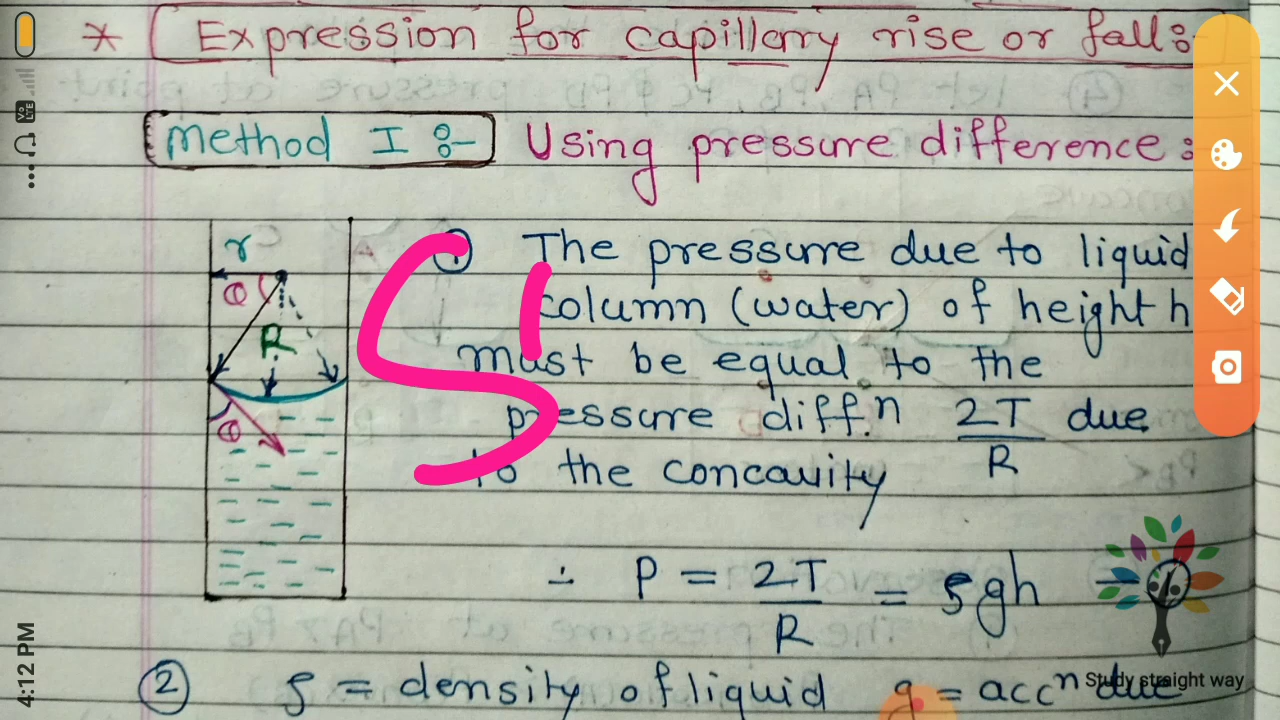 * Expression for capillary rise or fall:-
Method I :- Using pressure difference:
r
θ
R
θ
① The pressure due to liquid
column (water) of height h
must be equal to the
pressure diff.n 2T/R due
to the concavity
∴ P = 2T/R = ρgh —
② ρ = density of liquid g = accn due
Study straight way
4:12 PM
Vo LTE